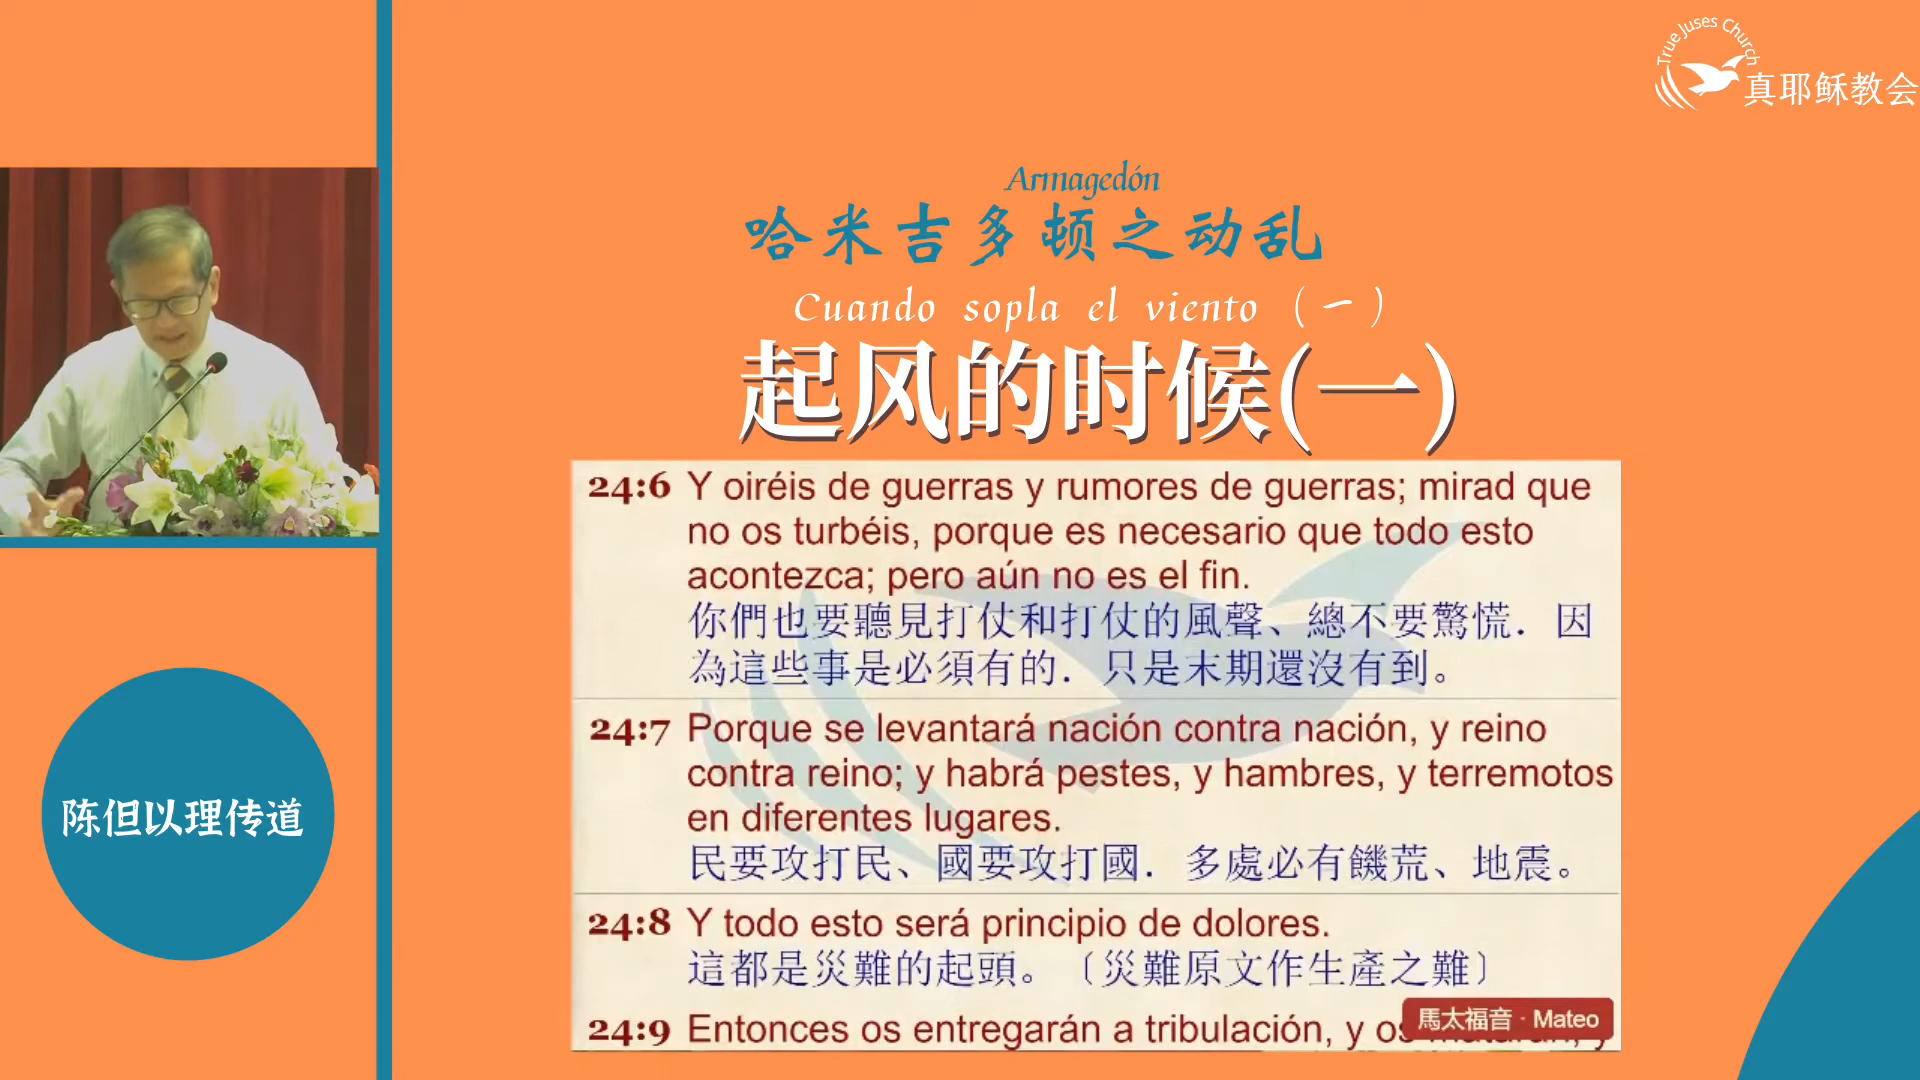 True Juses Church
真耶稣教会
Armagedón
哈米吉多顿之动乱
Cuando sopla el viento (一)
起风的时候(一)
24:6 Y oiréis de guerras y rumores de guerras; mirad que
no os turbéis, porque es necesario que todo esto
acontezca; pero aún no es el fin.
你們也要聽見打仗和打仗的風聲、總不要驚慌．因
為這些事是必須有的．只是末期還沒有到。
24:7 Porque se levantará nación contra nación, y reino
contra reino; y habrá pestes, y hambres, y terremotos
en diferentes lugares.
民要攻打民、國要攻打國．多處必有饑荒、地震。
24:8 Y todo esto será principio de dolores.
這都是災難的起頭。〔災難原文作生產之難〕
24:9 Entonces os entregarán a tribulación, y os
馬太福音 · Mateo
陈但以理传道